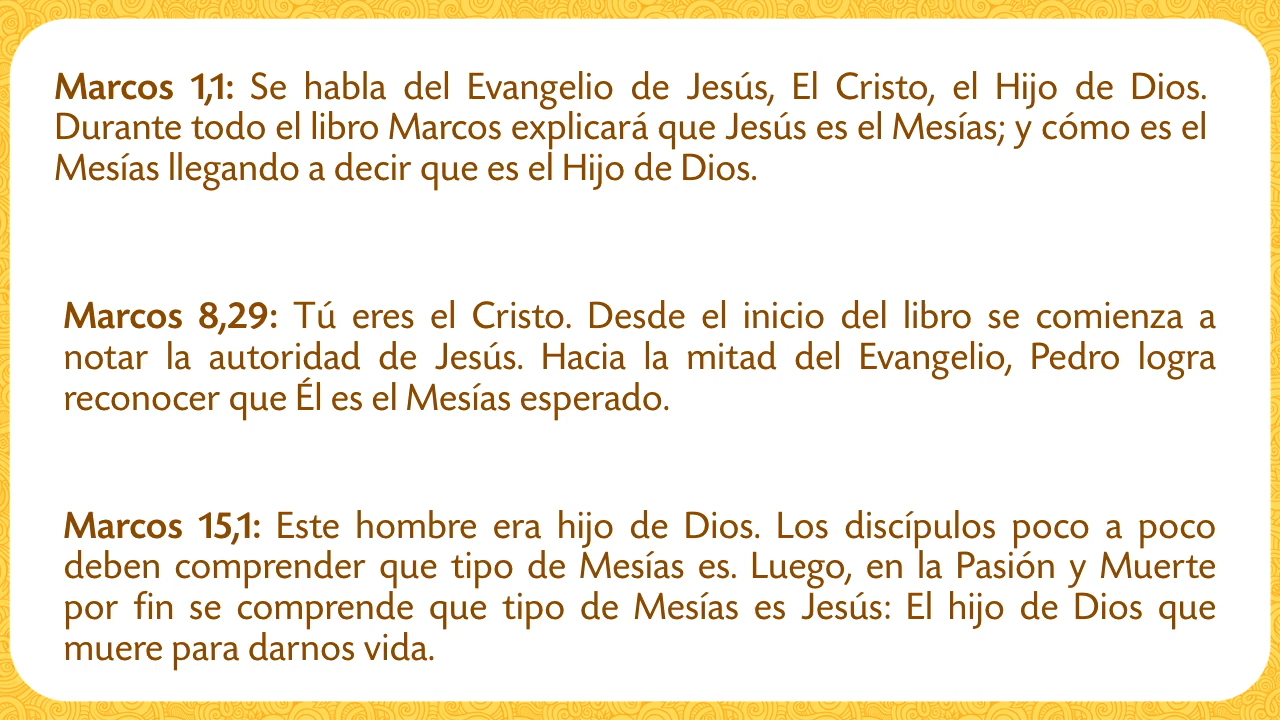 Marcos 1,1: Se habla del Evangelio de Jesús, El Cristo, el Hijo de Dios.
Durante todo el libro Marcos explicará que Jesús es el Mesías; y cómo es el
Mesías llegando a decir que es el Hijo de Dios.
Marcos 8,29: Tú eres el Cristo. Desde el inicio del libro se comienza a
notar la autoridad de Jesús. Hacia la mitad del Evangelio, Pedro logra
reconocer que Él es el Mesías esperado.
Marcos 15,1: Este hombre era hijo de Dios. Los discípulos poco a poco
deben comprender que tipo de Mesías es. Luego, en la Pasión y Muerte
por fin se comprende que tipo de Mesías es Jesús: El hijo de Dios que
muere para darnos vida.